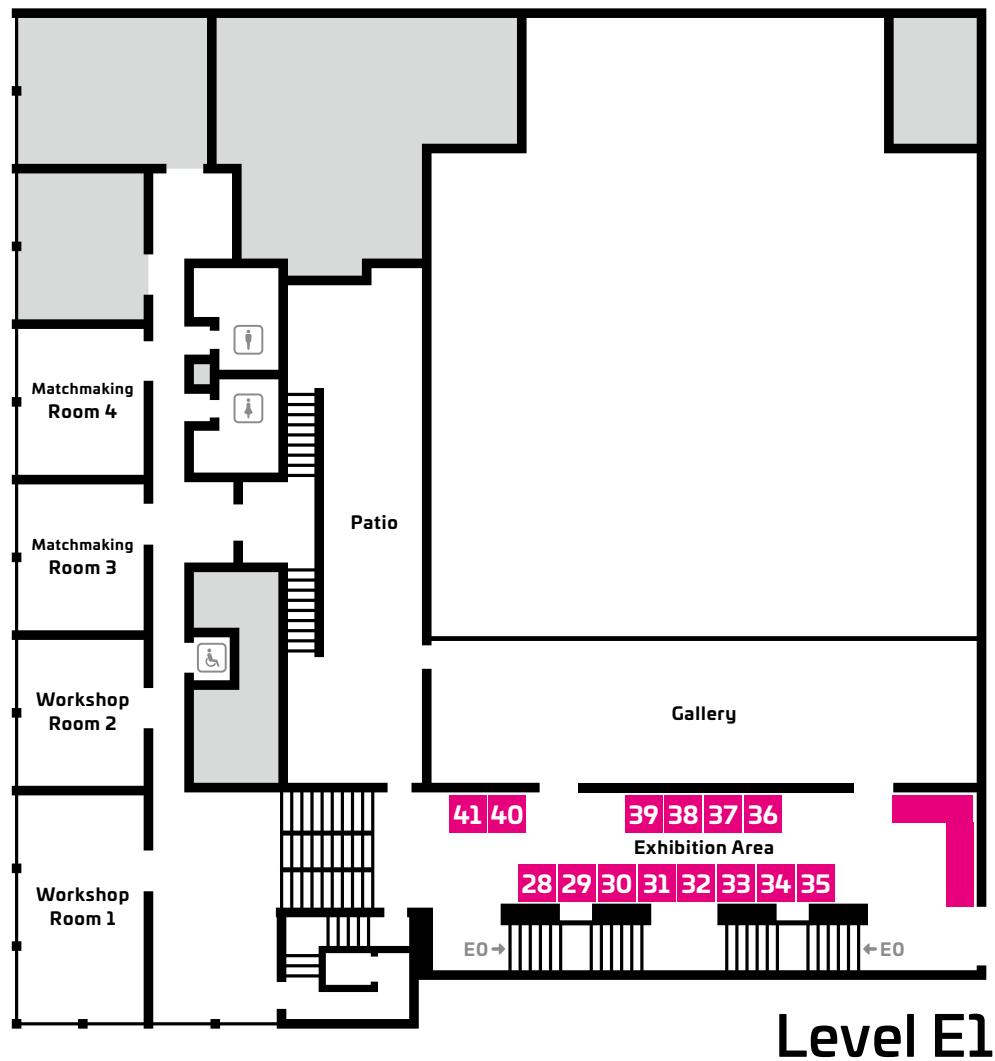 Matchmaking
Room 4
Matchmaking
Room 3
Patio
Workshop
Room 2
Gallery
41 40
39 38 37 36
Exhibition Area
28 29 30 31 32 33 34 35
Workshop
Room 1
E0→
←E0
Level E1